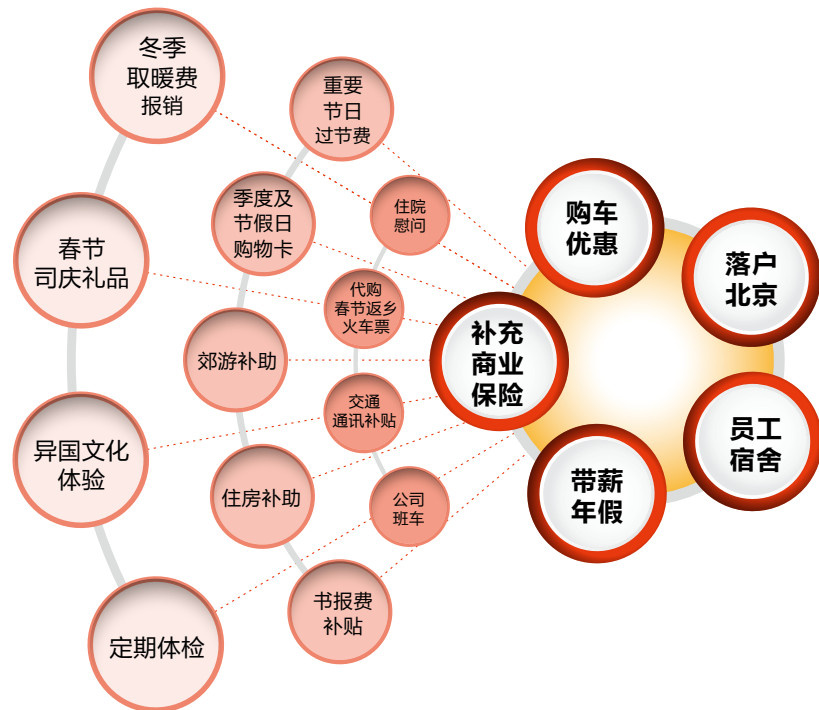 冬季
取暖费
报销
春节
司庆礼品
异国文化
体验
定期体检
重要
节日
过节费
季度及
节假日
购物卡
郊游补助
住房补助
书报费
补贴
住院
慰问
代购
春节返乡
火车票
交通
通讯补贴
公司
班车
购车
优惠
落户
北京
补充
商业
保险
员工
宿舍
带薪
年假